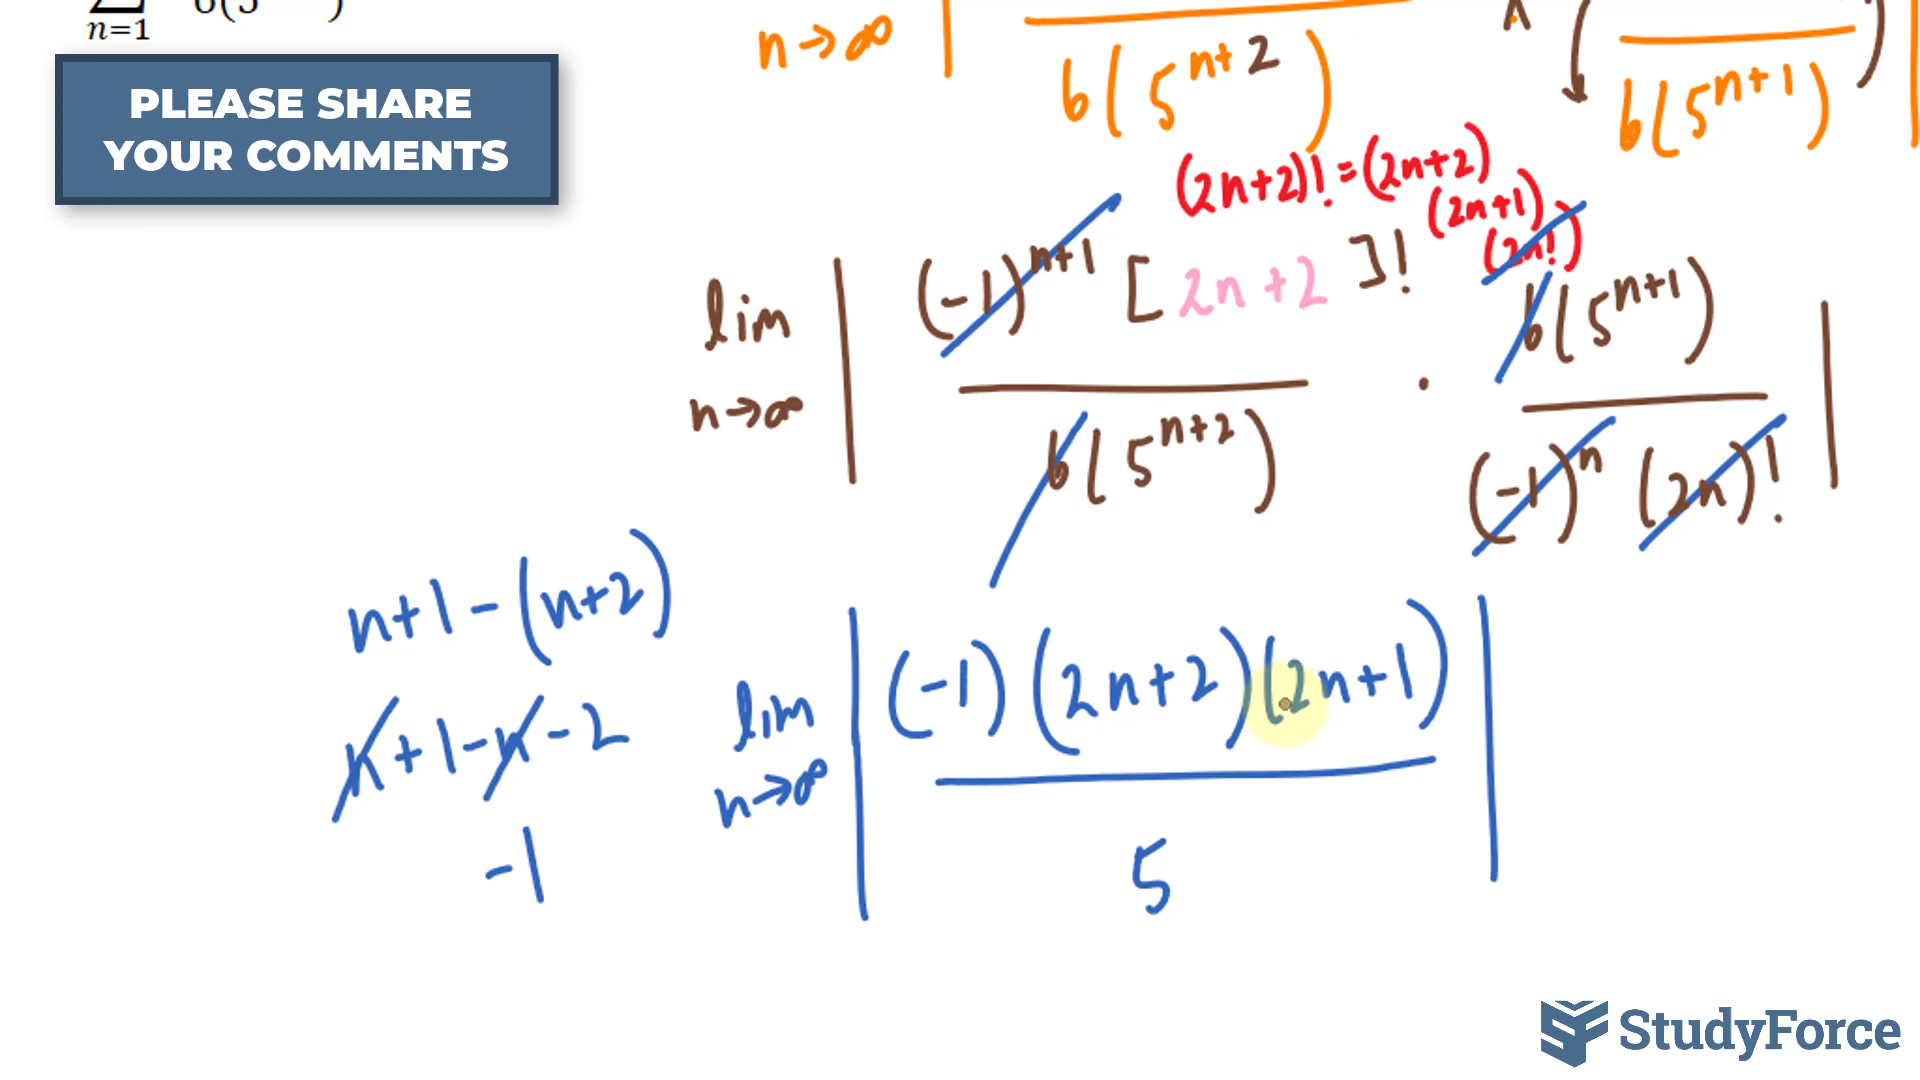 n=1
PLEASE SHARE
YOUR COMMENTS
n→∞ | 6(5^{n+2}) 6(5^{n+1}) |
(2n+2)! = (2n+2)
(2n+1)
(2n!)
lim | (-1)^{n+1} [2n+2]! · 6(5^{n+1}) |
n→∞ 6(5^{n+2}) (-1)^n (2n)!
n+1-(n+2)
n+1-n-2
-1
lim | (-1)(2n+2)(2n+1) |
n→∞
5
StudyForce